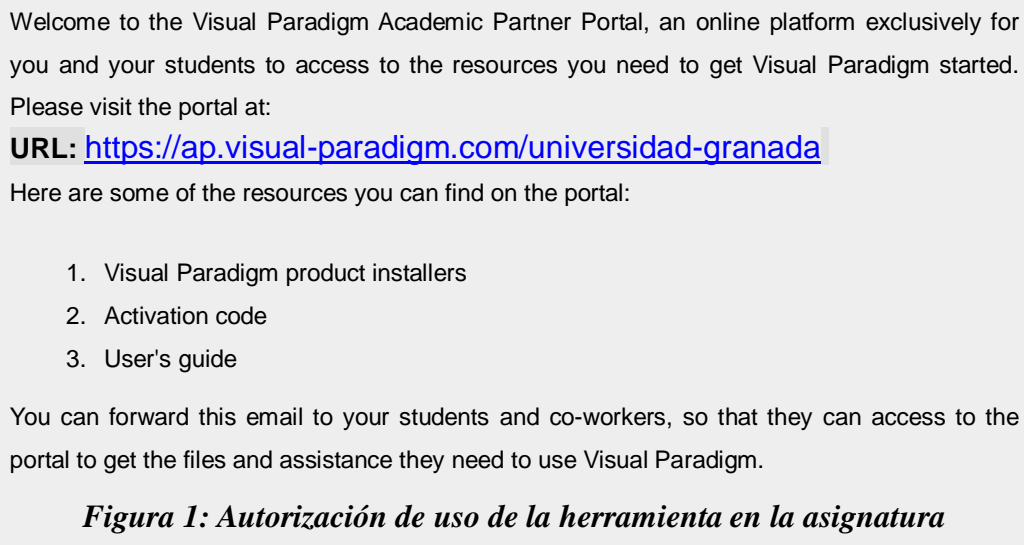 Welcome to the Visual Paradigm Academic Partner Portal, an online platform exclusively for
you and your students to access to the resources you need to get Visual Paradigm started.
Please visit the portal at:
URL: https://ap.visual-paradigm.com/universidad-granada
Here are some of the resources you can find on the portal:
1. Visual Paradigm product installers
2. Activation code
3. User's guide
You can forward this email to your students and co-workers, so that they can access to the
portal to get the files and assistance they need to use Visual Paradigm.
Figura 1: Autorización de uso de la herramienta en la asignatura